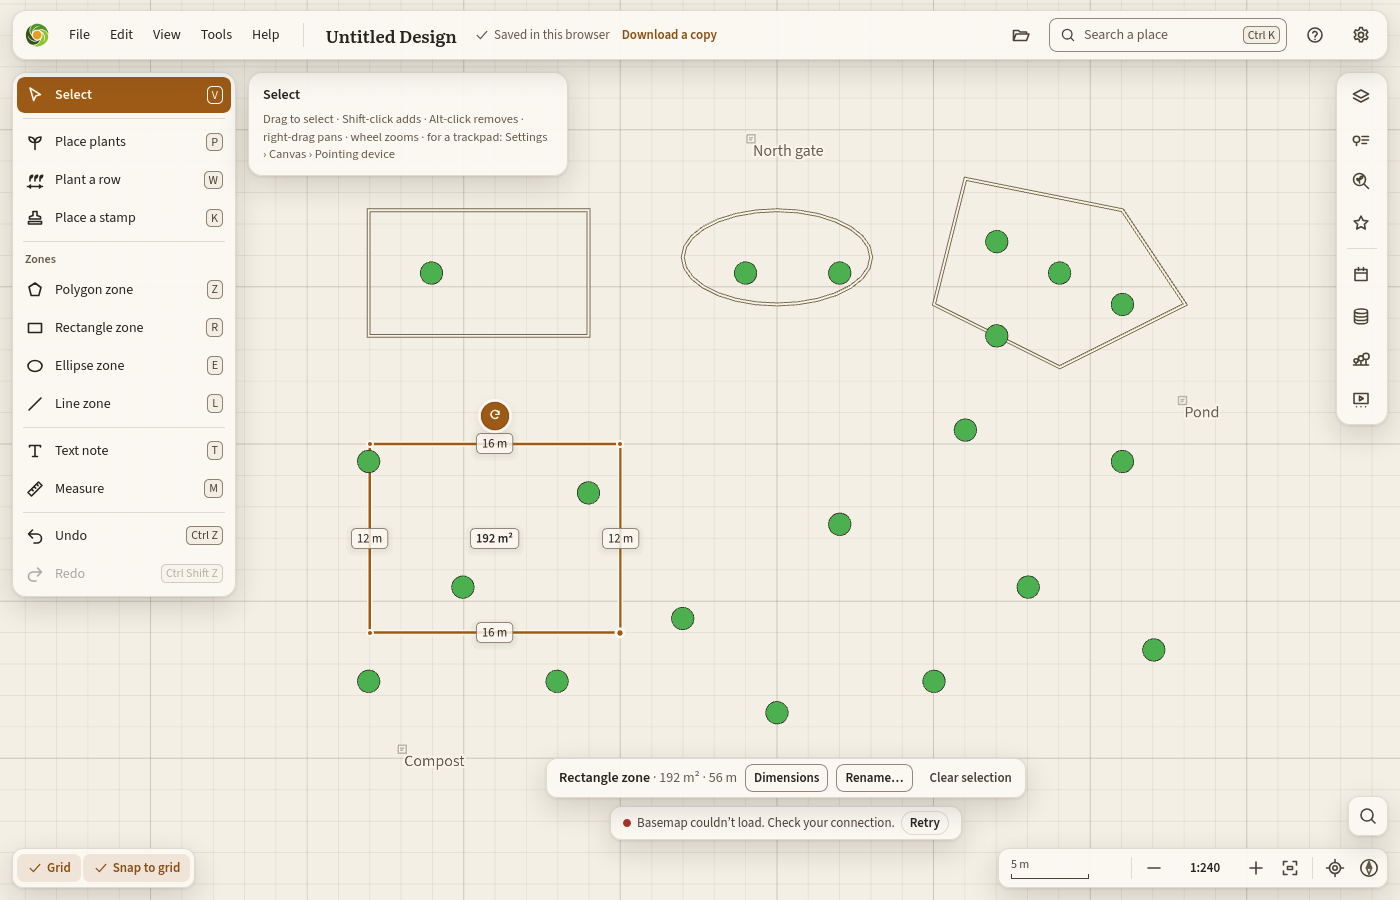 File Edit View Tools Help
Untitled Design
Saved in this browser
Download a copy
Search a place
Ctrl K
Select V
Place plants P
Plant a row W
Place a stamp K
Zones
Polygon zone Z
Rectangle zone R
Ellipse zone E
Line zone L
Text note T
Measure M
Undo Ctrl Z
Redo Ctrl Shift Z
Select
Drag to select · Shift-click adds · Alt-click removes ·
right-drag pans · wheel zooms · for a trackpad: Settings
› Canvas › Pointing device
North gate
Pond
16 m
12 m
192 m²
12 m
16 m
Compost
Rectangle zone · 192 m² · 56 m
Dimensions
Rename…
Clear selection
Basemap couldn’t load. Check your connection.
Retry
Grid
Snap to grid
5 m
1:240